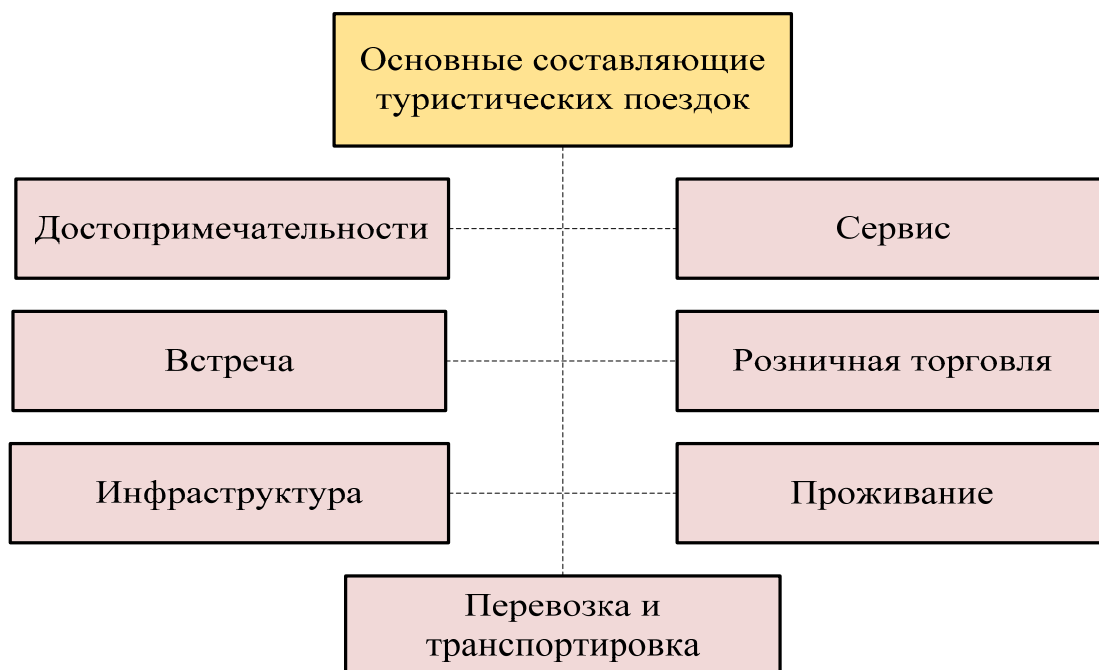 Основные составляющие
туристических поездок
Достопримечательности
Сервис
Встреча
Розничная торговля
Инфраструктура
Проживание
Перевозка и
транспортировка